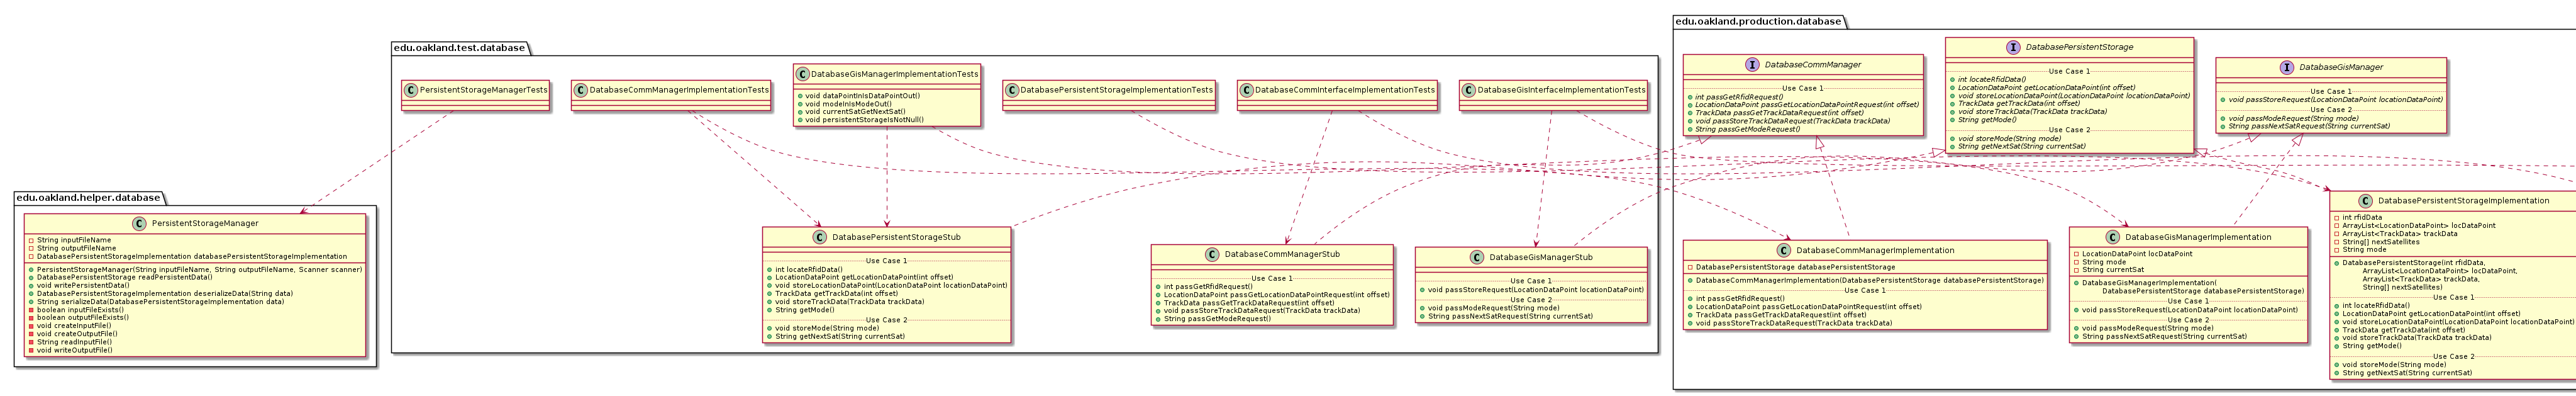 edu.oakland.helper.database
PersistentStorageManager
String inputFileName
String outputFileName
DatabasePersistentStorageImplementation databasePersistentStorageImplementation
PersistentStorageManager(String inputFileName, String outputFileName, Scanner scanner)
DatabasePersistentStorage readPersistentData()
void writePersistentData()
DatabasePersistentStorageImplementation deserializeData(String data)
String serializeData(DatabasePersistentStorageImplementation data)
boolean inputFileExists()
boolean outputFileExists()
void createInputFile()
void createOutputFile()
String readInputFile()
void writeOutputFile()
edu.oakland.test.database
PersistentStorageManagerTests
DatabaseCommManagerImplementationTests
DatabaseGisManagerImplementationTests
void dataPointInIsDataPointOut()
void modeInIsModeOut()
void currentSatGetNextSat()
void persistentStorageIsNotNull()
DatabasePersistentStorageImplementationTests
DatabaseCommInterfaceImplementationTests
DatabaseGisInterfaceImplementationTests
DatabasePersistentStorageStub
Use Case 1
int locateRfidData()
LocationDataPoint getLocationDataPoint(int offset)
void storeLocationDataPoint(LocationDataPoint locationDataPoint)
TrackData getTrackData(int offset)
void storeTrackData(TrackData trackData)
String getMode()
Use Case 2
void storeMode(String mode)
String getNextSat(String currentSat)
DatabaseCommManagerStub
Use Case 1
int passGetRfidRequest()
LocationDataPoint passGetLocationDataPointRequest(int offset)
TrackData passGetTrackDataRequest(int offset)
void passStoreTrackDataRequest(TrackData trackData)
String passGetModeRequest()
DatabaseGisManagerStub
Use Case 1
void passStoreRequest(LocationDataPoint locationDataPoint)
Use Case 2
void passModeRequest(String mode)
String passNextSatRequest(String currentSat)
edu.oakland.production.database
DatabaseCommManager
Use Case 1
int passGetRfidRequest()
LocationDataPoint passGetLocationDataPointRequest(int offset)
TrackData passGetTrackDataRequest(int offset)
void passStoreTrackDataRequest(TrackData trackData)
String passGetModeRequest()
DatabasePersistentStorage
Use Case 1
int locateRfidData()
LocationDataPoint getLocationDataPoint(int offset)
void storeLocationDataPoint(LocationDataPoint locationDataPoint)
TrackData getTrackData(int offset)
void storeTrackData(TrackData trackData)
String getMode()
Use Case 2
void storeMode(String mode)
String getNextSat(String currentSat)
DatabaseGisManager
Use Case 1
void passStoreRequest(LocationDataPoint locationDataPoint)
Use Case 2
void passModeRequest(String mode)
String passNextSatRequest(String currentSat)
DatabaseCommManagerImplementation
DatabasePersistentStorage databasePersistentStorage
DatabaseCommManagerImplementation(DatabasePersistentStorage databasePersistentStorage)
Use Case 1
int passGetRfidRequest()
LocationDataPoint passGetLocationDataPointRequest(int offset)
TrackData passGetTrackDataRequest(int offset)
void passStoreTrackDataRequest(TrackData trackData)
DatabaseGisManagerImplementation
LocationDataPoint locDataPoint
String mode
String currentSat
DatabaseGisManagerImplementation(
DatabasePersistentStorage databasePersistentStorage)
Use Case 1
void passStoreRequest(LocationDataPoint locationDataPoint)
Use Case 2
void passModeRequest(String mode)
String passNextSatRequest(String currentSat)
DatabasePersistentStorageImplementation
int rfidData
ArrayList<LocationDataPoint> locDataPoint
ArrayList<TrackData> trackData
String[] nextSatellites
String mode
DatabasePersistentStorage(int rfidData,
ArrayList<LocationDataPoint> locDataPoint,
ArrayList<TrackData> trackData,
String[] nextSatellites)
Use Case 1
int locateRfidData()
LocationDataPoint getLocationDataPoint(int offset)
void storeLocationDataPoint(LocationDataPoint locationDataPoint)
TrackData getTrackData(int offset)
void storeTrackData(TrackData trackData)
String getMode()
Use Case 2
void storeMode(String mode)
String getNextSat(String currentSat)